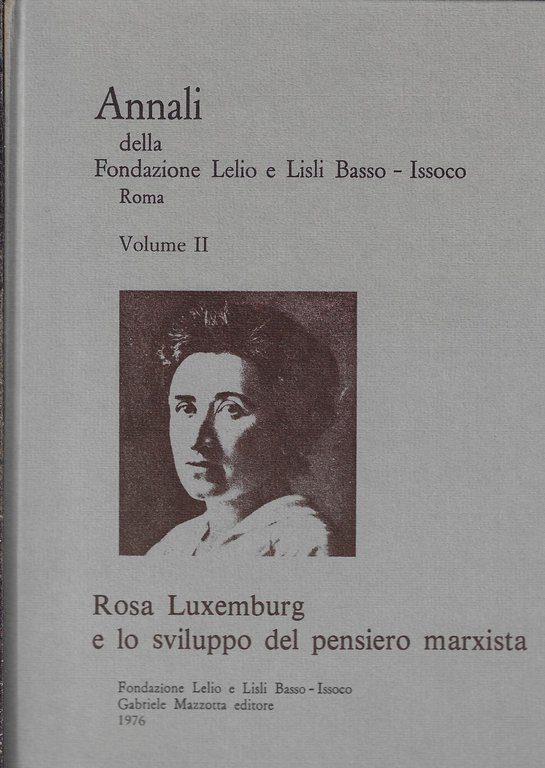 Annali
della
Fondazione Lelio e Lisli Basso - Issoco
Roma
Volume II
Rosa Luxemburg
e lo sviluppo del pensiero marxista
Fondazione Lelio e Lisli Basso - Issoco
Gabriele Mazzotta editore
1976